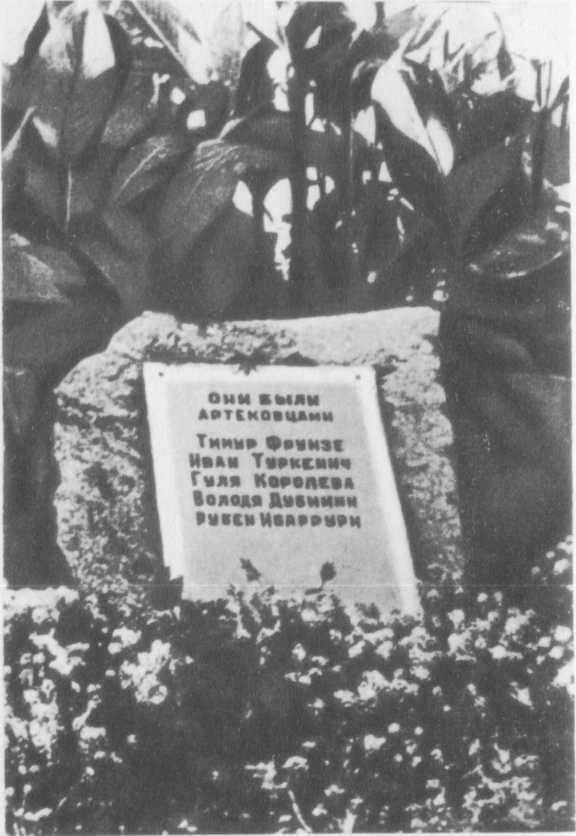 ОНИ БЫЛИ
АРТЕКОВЦАМИ
ТИМУР ФРУНЗЕ
ИВАН ТУРКЕНИЧ
ГУЛЯ КОРОЛЕВА
ВОЛОДЯ ДУБИНИН
РУБЕН ИБАРРУРИ